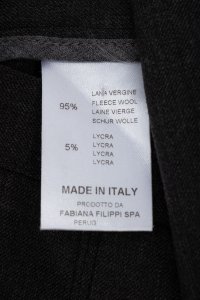 LANA VERGINE
95% FLEECE WOOL
LAINE VIERGE
SCHUR WOLLE
LYCRA
5% LYCRA
LYCRA
LYCRA
MADE IN ITALY
PRODOTTO DA
FABIANA FILIPPI SPA